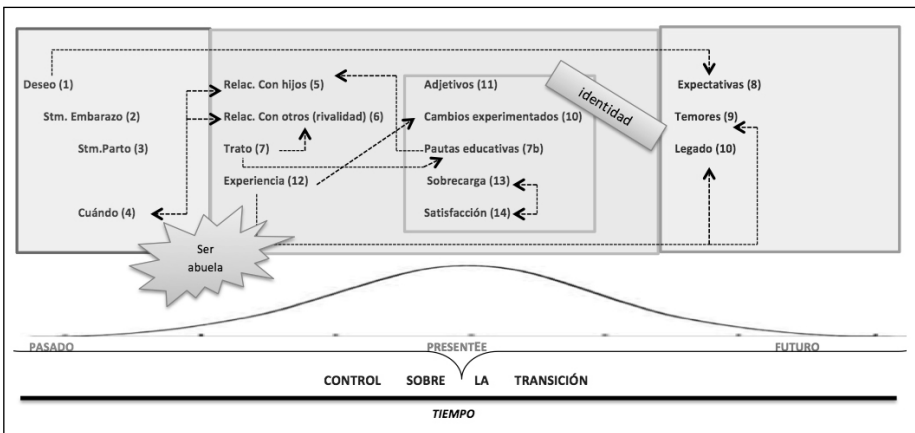 Deseo (1)
Stm. Embarazo (2)
Stm.Parto (3)
Cuándo (4)
Ser
abuela
Relac. Con hijos (5)
Relac. Con otros (rivalidad) (6)
Trato (7)
Experiencia (12)
Adjetivos (11)
Cambios experimentados (10)
Pautas educativas (7b)
Sobrecarga (13)
Satisfacción (14)
identidad
Expectativas (8)
Temores (9)
Legado (10)
PASADO
PRESENTEe
FUTURO
CONTROL SOBRE LA TRANSICIÓN
TIEMPO